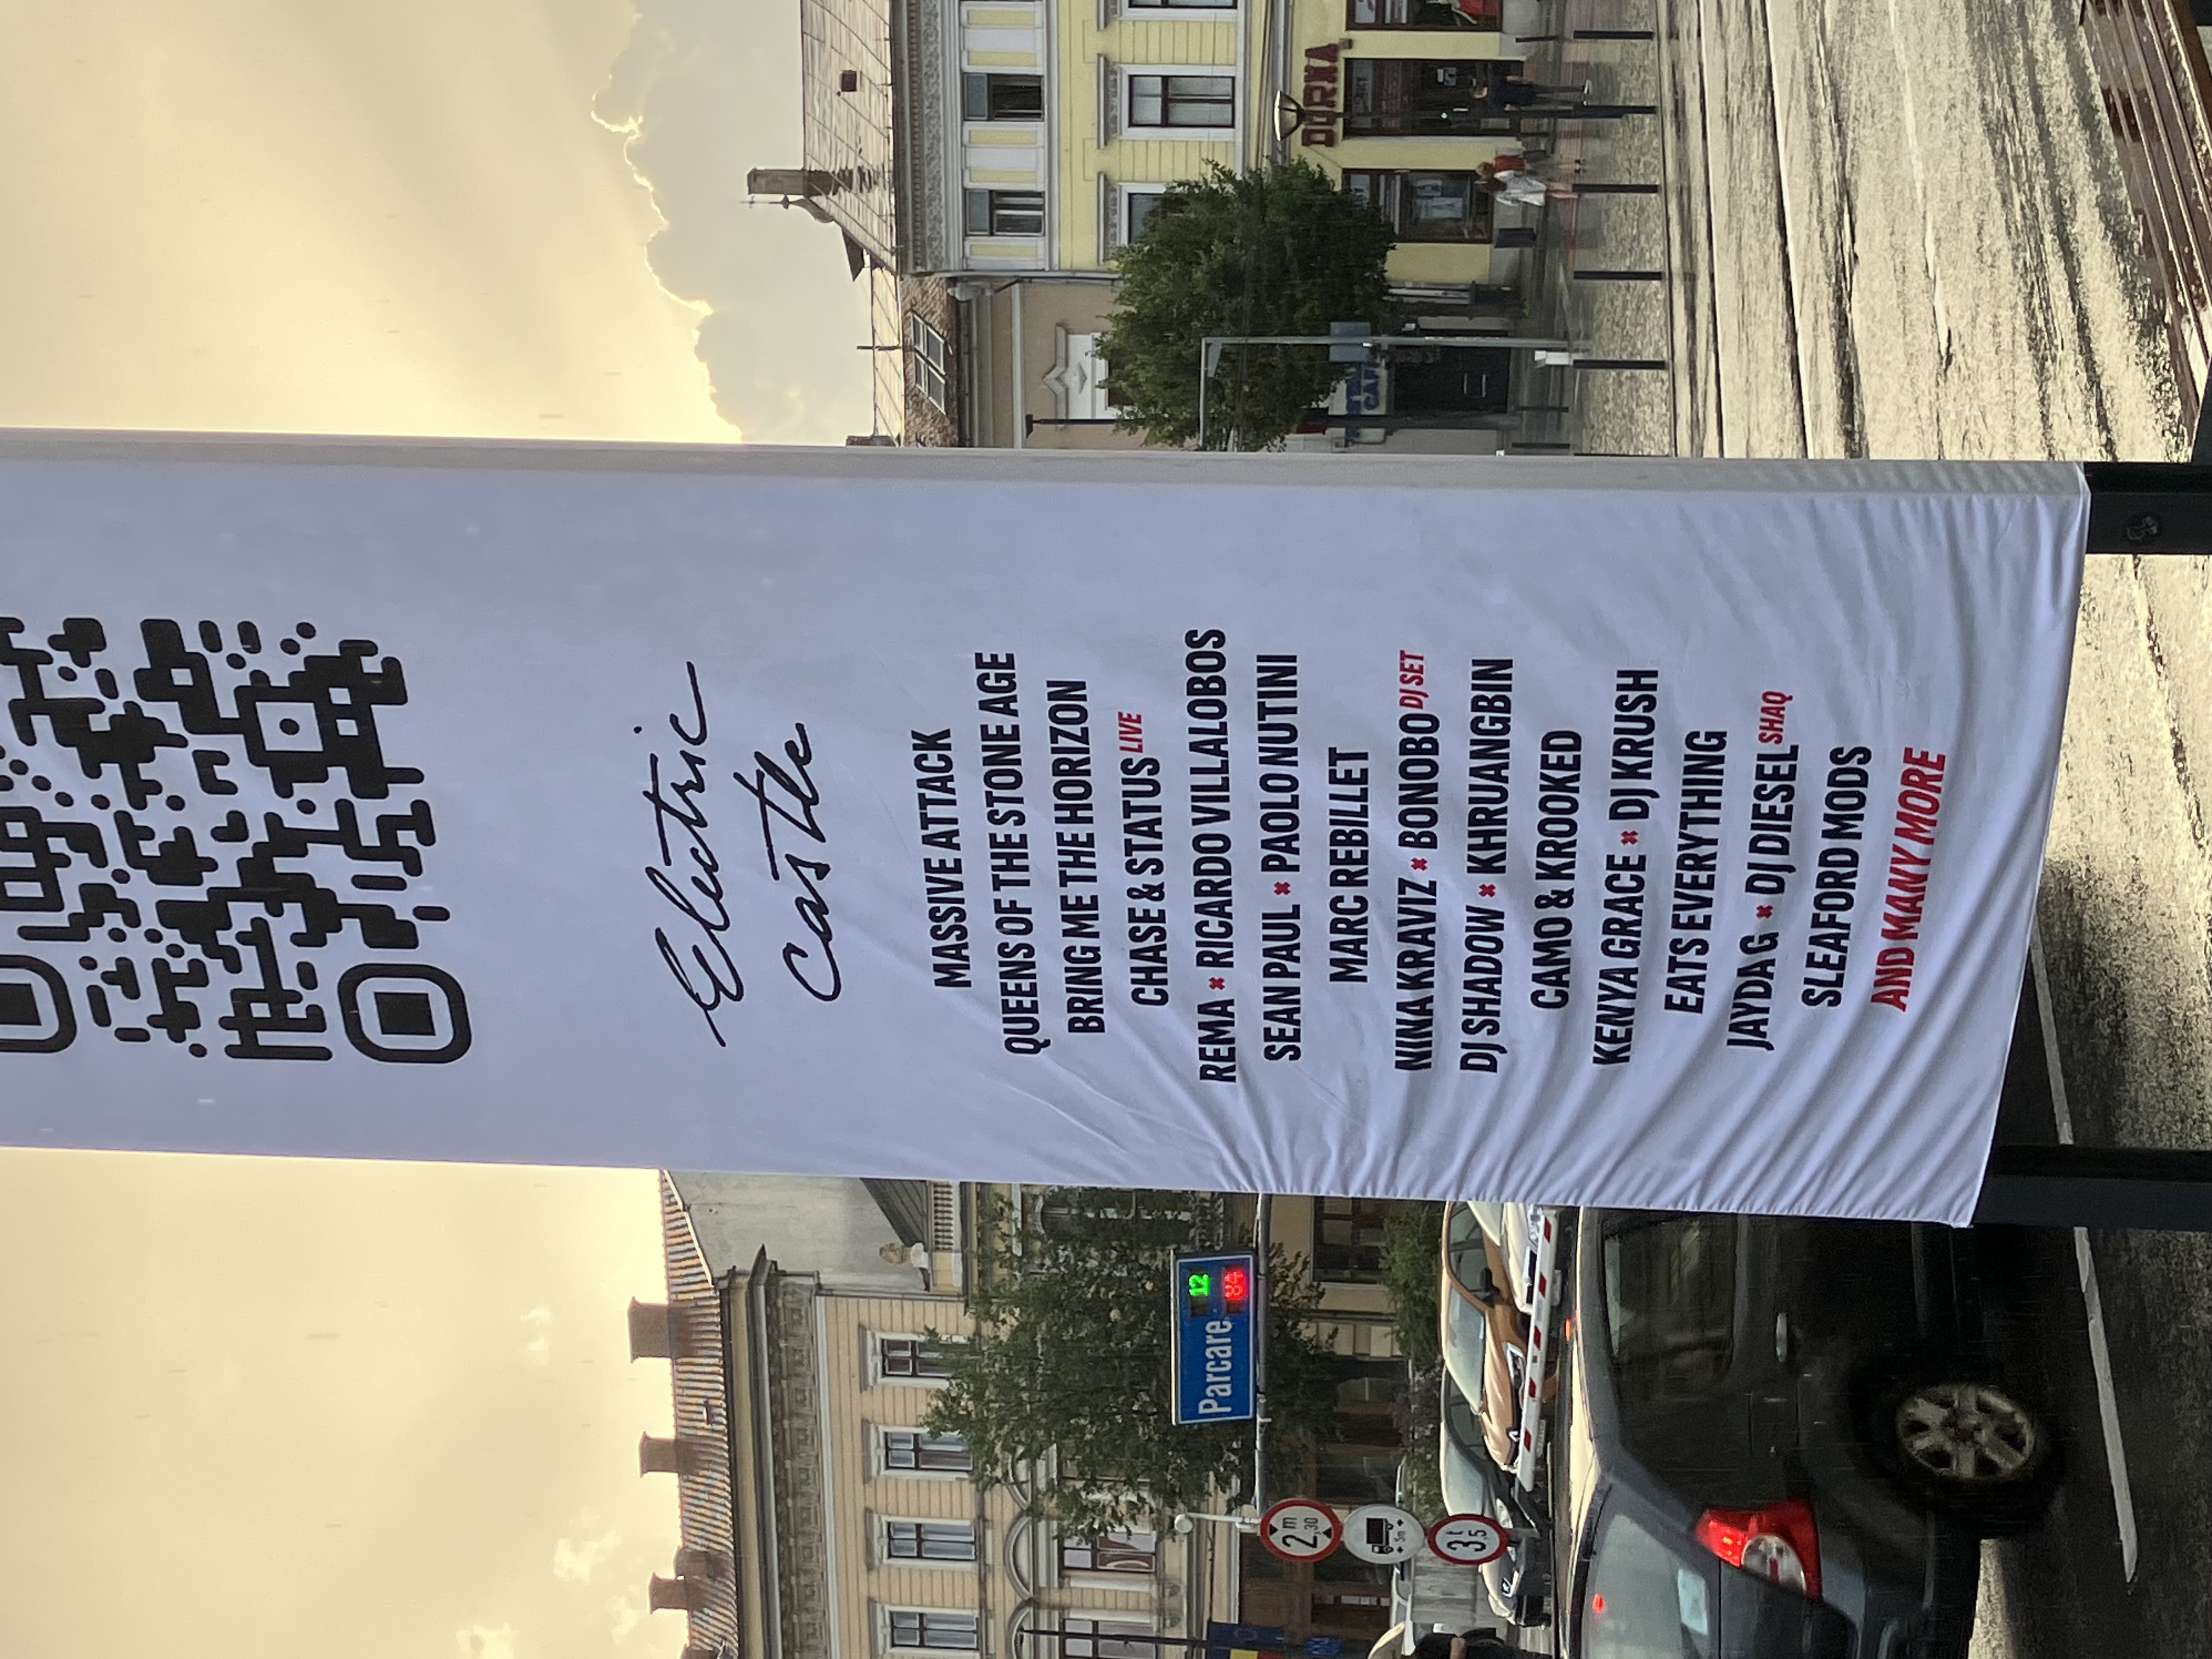 Electric
Castle
MASSIVE ATTACK
QUEENS OF THE STONE AGE
BRING ME THE HORIZON
CHASE & STATUS LIVE
REMA × RICARDO VILLALOBOS
SEAN PAUL × PAOLO NUTINI
MARC REBILLET
NINA KRAVIZ × BONOBO DJ SET
DJ SHADOW × KHRUANGBIN
CAMO & KROOKED
KENYA GRACE × DJ KRUSH
EATS EVERYTHING
JAYDA G × DJ DIESEL SHAQ
SLEAFORD MODS
AND MANY MORE
Parcare 12
84
2 m ,30
5m
3,5 t
DORNA
CAFE